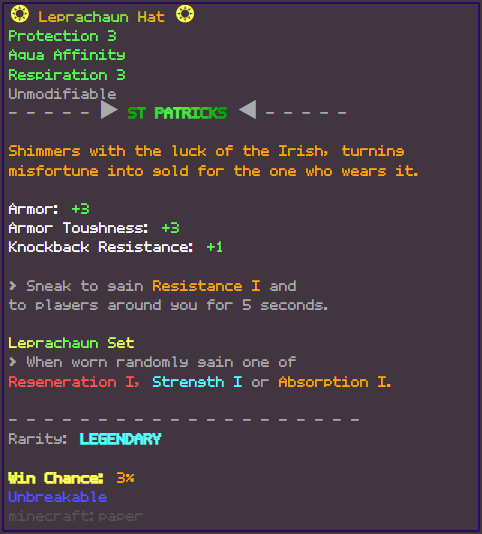 Leprachaun Hat
Protection 3
Aqua Affinity
Respiration 3
Unmodifiable
- - - - - ▶ ST PATRICKS ◀ - - - - -
Shimmers with the luck of the Irish, turning
misfortune into gold for the one who wears it.
Armor: +3
Armor Toughness: +3
Knockback Resistance: +1
> Sneak to gain Resistance I and
to players around you for 5 seconds.
Leprachaun Set
> When worn randomly gain one of
Regeneration I, Strength I or Absorption I.
- - - - - - - - - - - - - - - - - - - -
Rarity: LEGENDARY
Win Chance: 3%
Unbreakable
minecraft:paper